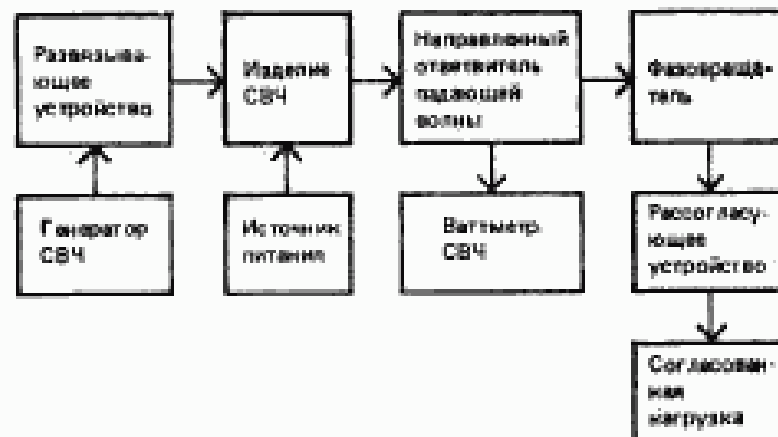 Развязыва-
ющее
устройство
Изделие
СВЧ
Направленный
ответвитель
падающей
волны
Фазовраща-
тель
Генератор
СВЧ
Источник
питания
Ваттметр
СВЧ
Рассогласу-
ющее
устройство
Согласован-
ная
нагрузка